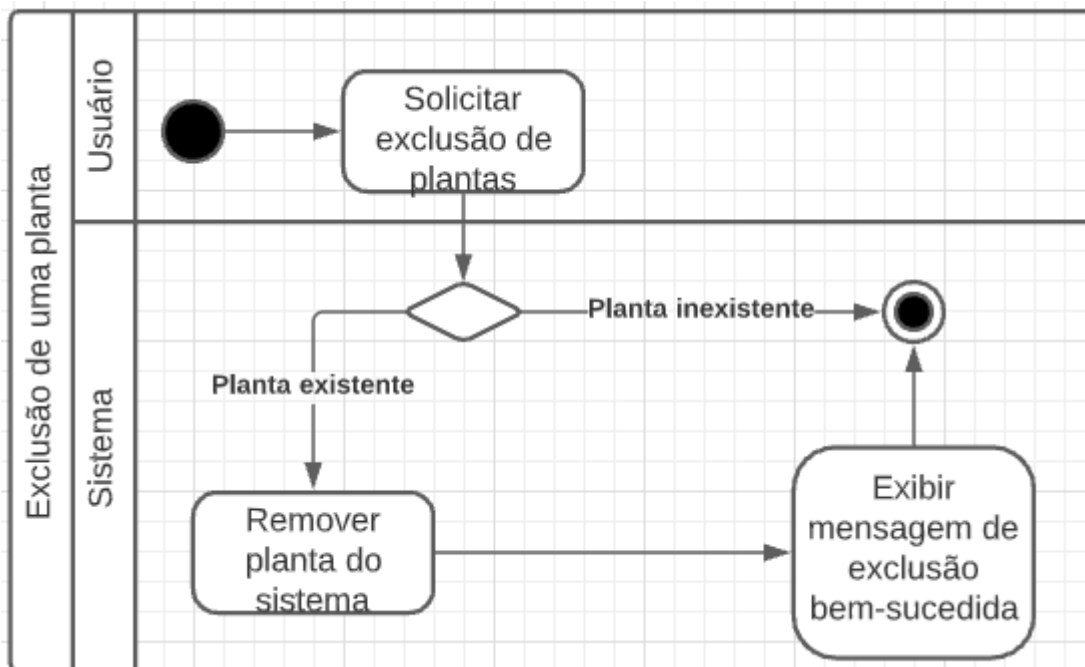 Exclusão de uma planta
Usuário
Solicitar
exclusão de
plantas
Sistema
Planta inexistente
Planta existente
Remover
planta do
sistema
Exibir
mensagem de
exclusão
bem-sucedida